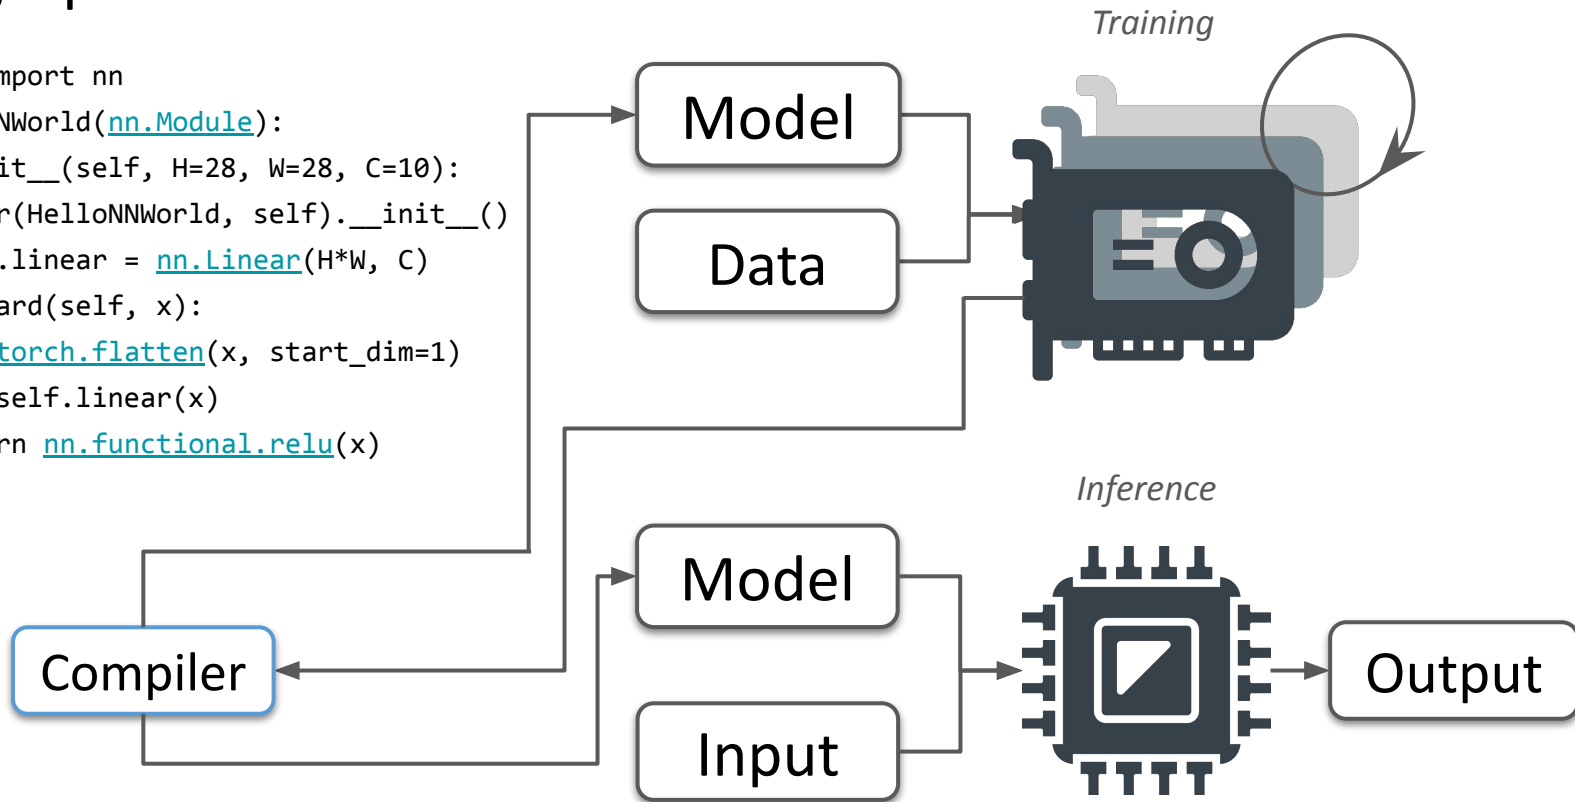 mport nn
NWorld(nn.Module):
it__(self, H=28, W=28, C=10):
r(HelloNNWorld, self).__init__()
.linear = nn.Linear(H*W, C)
ard(self, x):
torch.flatten(x, start_dim=1)
self.linear(x)
rn nn.functional.relu(x)
Training
Model
Data
Inference
Model
Compiler
Input
Output